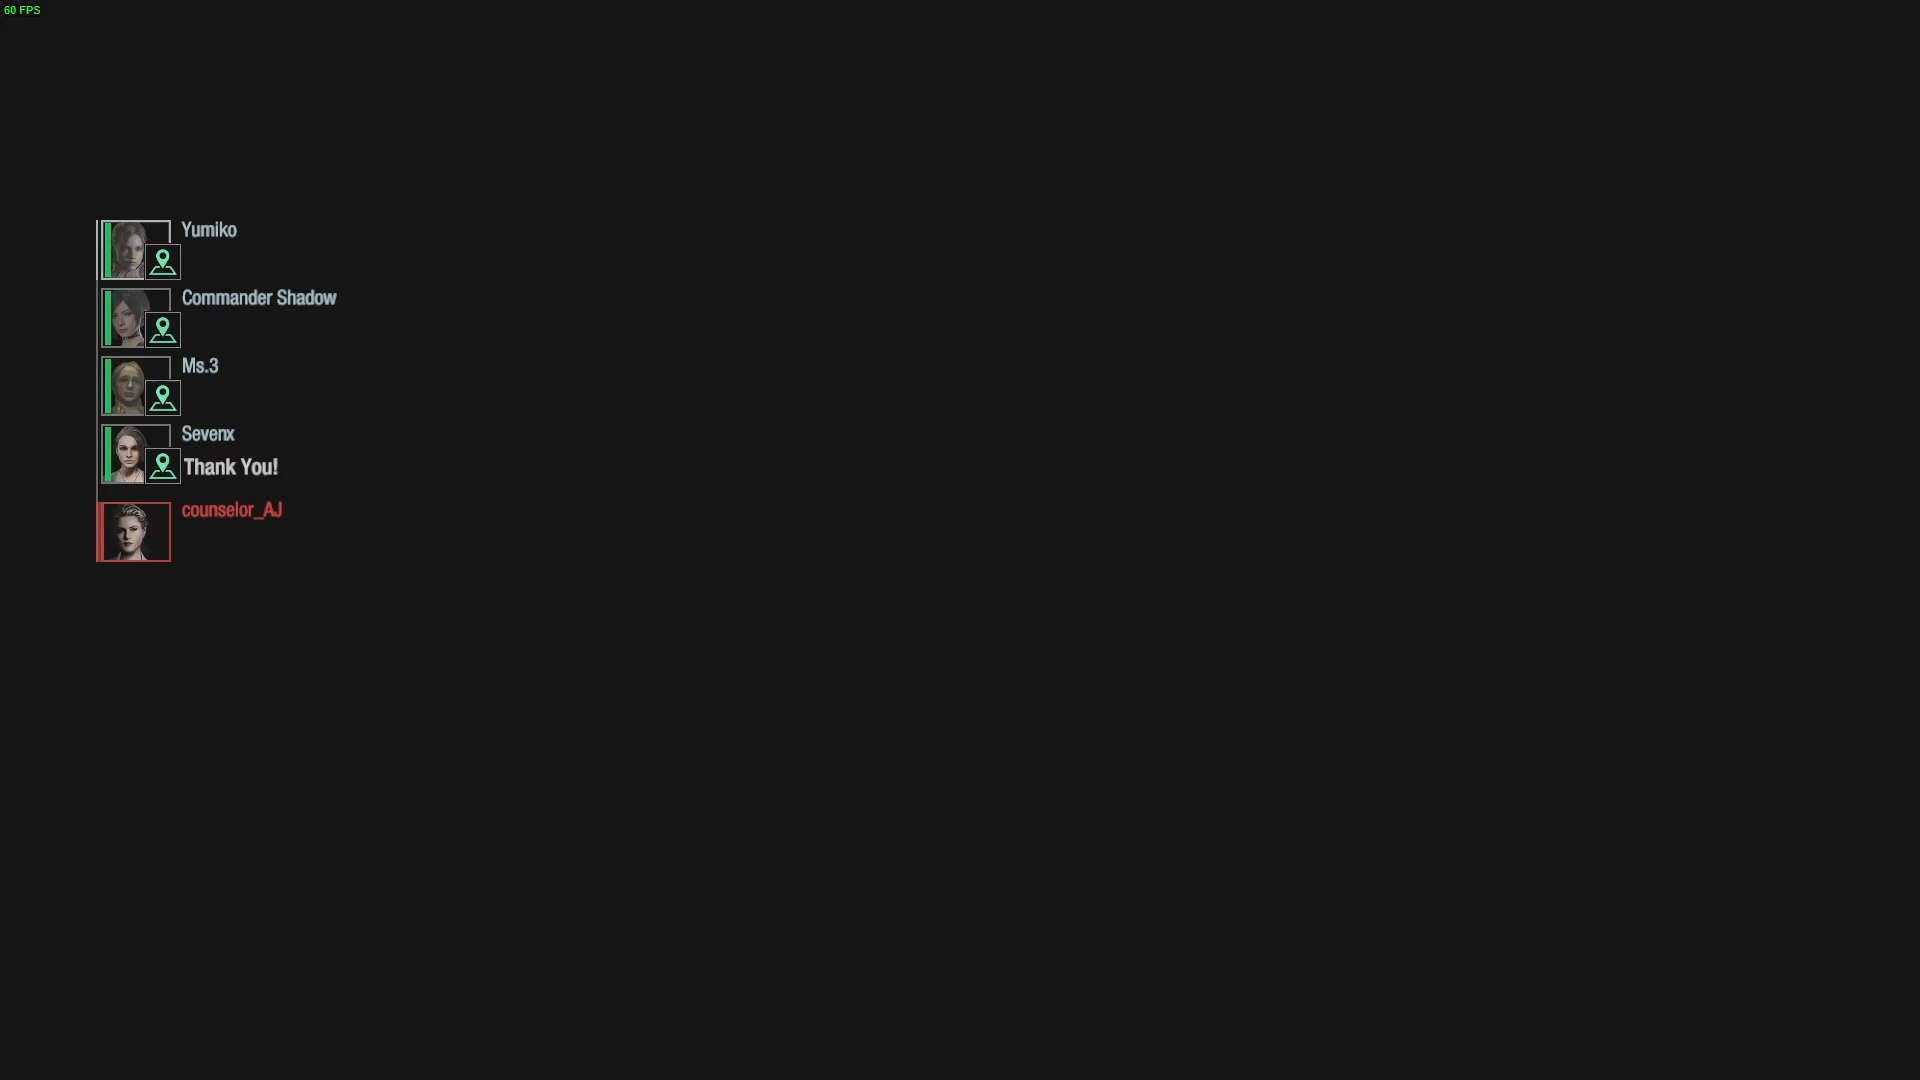 60 FPS
Yumiko
Commander Shadow
Ms.3
Sevenx
Thank You!
counselor_AJ